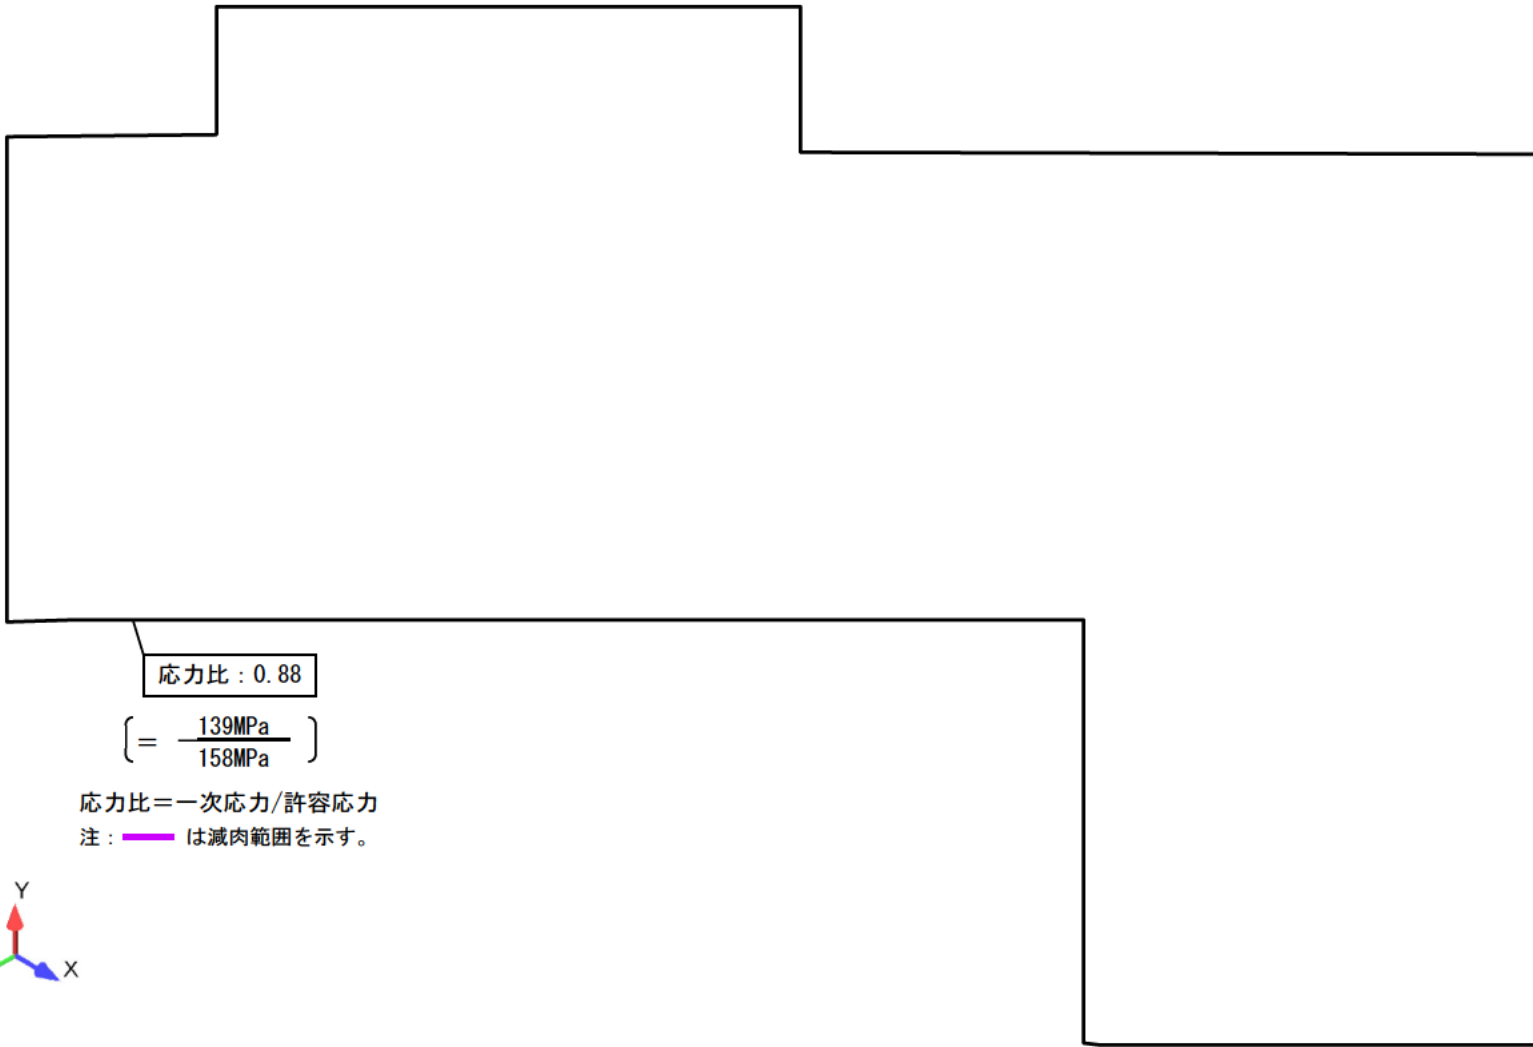 応力比：0.88
＝ 139MPa
158MPa
応力比＝一次応力/許容応力
注： は減肉範囲を示す。
Y
X